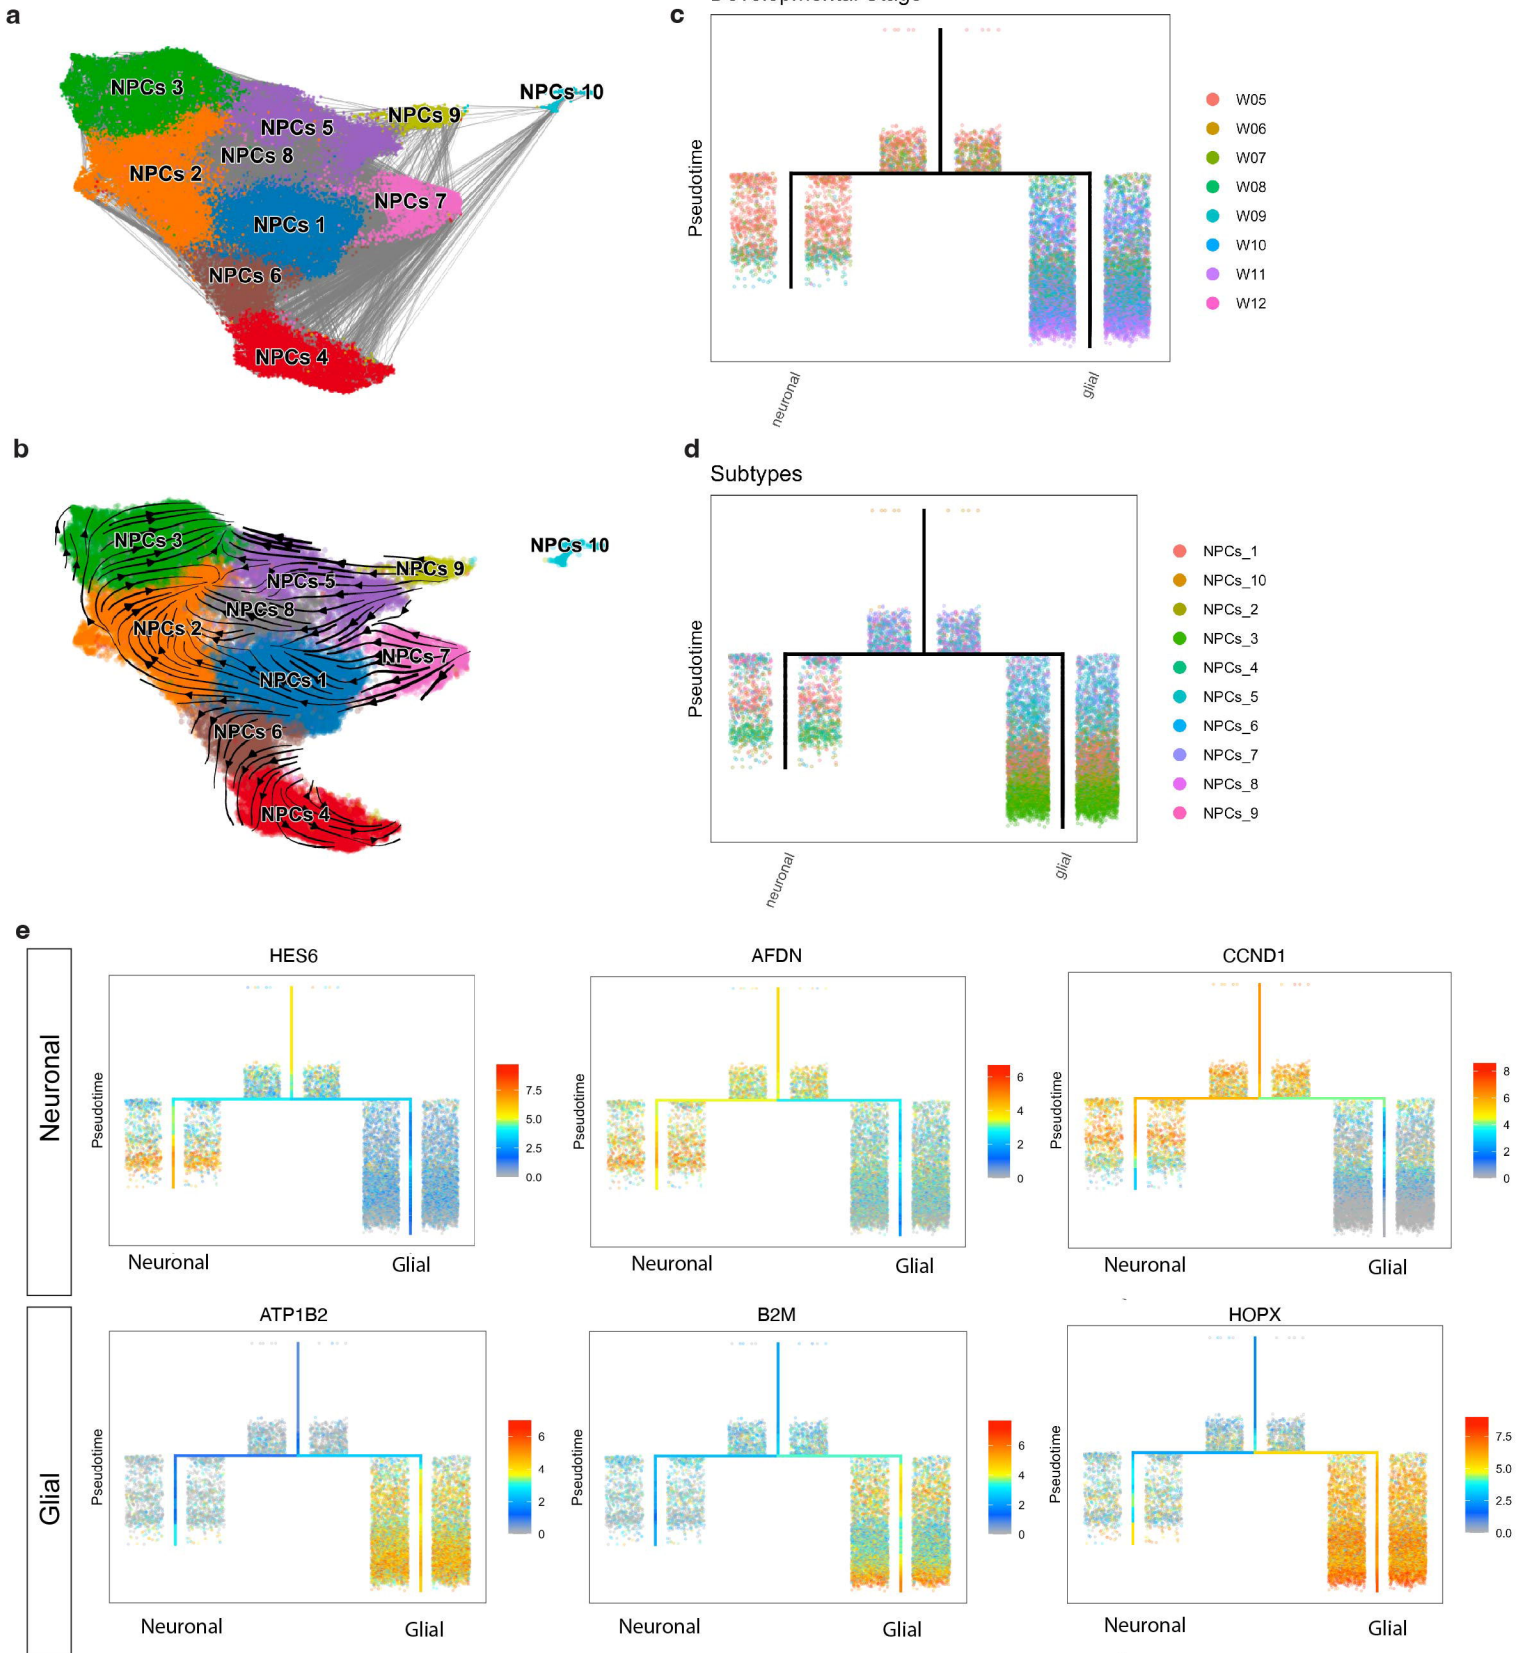 a
NPCs 3
NPCs 10
NPCs 9
NPCs 5
NPCs 8
NPCs 2
NPCs 7
NPCs 1
NPCs 6
NPCs 4
c
Pseudotime
neuronal
glial
W05
W06
W07
W08
W09
W10
W11
W12
b
NPCs 3
NPCs 10
NPCs 9
NPCs 5
NPCs 8
NPCs 2
NPCs 7
NPCs 1
NPCs 6
NPCs 4
d
Subtypes
Pseudotime
neuronal
glial
NPCs_1
NPCs_10
NPCs_2
NPCs_3
NPCs_4
NPCs_5
NPCs_6
NPCs_7
NPCs_8
NPCs_9
e
Neuronal
HES6
Pseudotime
7.5
5.0
2.5
0.0
Neuronal
Glial
AFDN
Pseudotime
6
4
2
0
Neuronal
Glial
CCND1
Pseudotime
8
6
4
2
0
Neuronal
Glial
Glial
ATP1B2
Pseudotime
6
4
2
0
Neuronal
Glial
B2M
Pseudotime
6
4
2
0
Neuronal
Glial
HOPX
Pseudotime
7.5
5.0
2.5
0.0
Neuronal
Glial